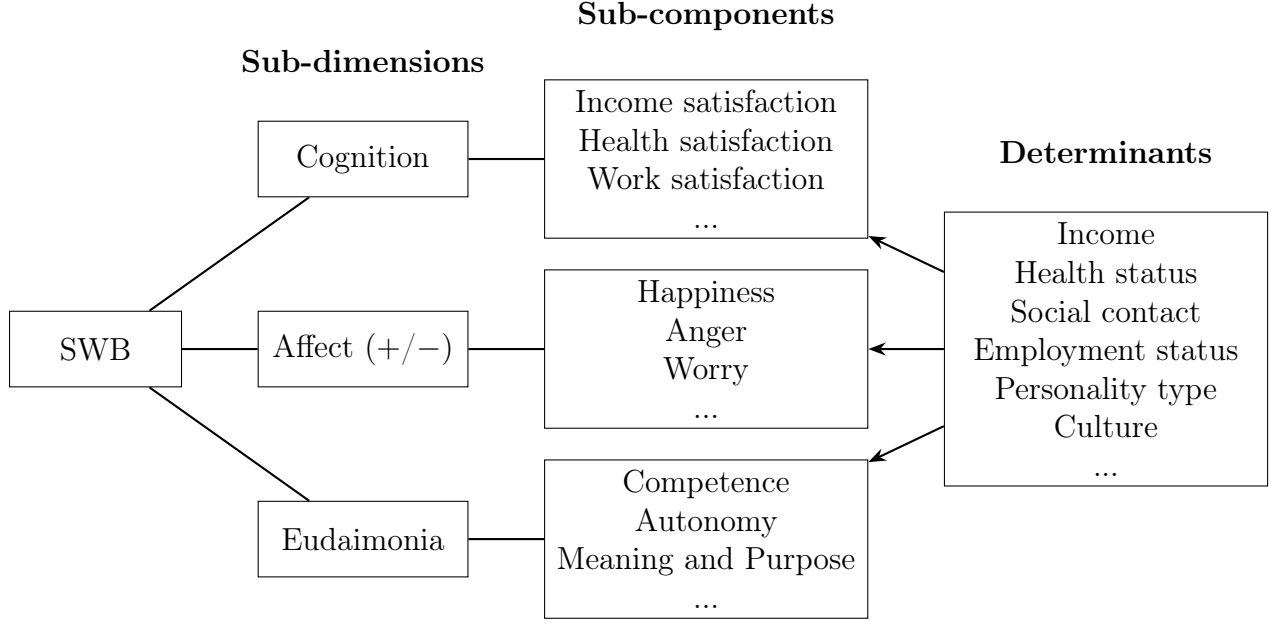 Sub-components
Sub-dimensions
Income satisfaction
Health satisfaction
Work satisfaction
...
Cognition
Determinants
Income
Health status
Social contact
Employment status
Personality type
Culture
...
Happiness
Anger
Worry
...
SWB
Affect (+/−)
Competence
Autonomy
Meaning and Purpose
...
Eudaimonia